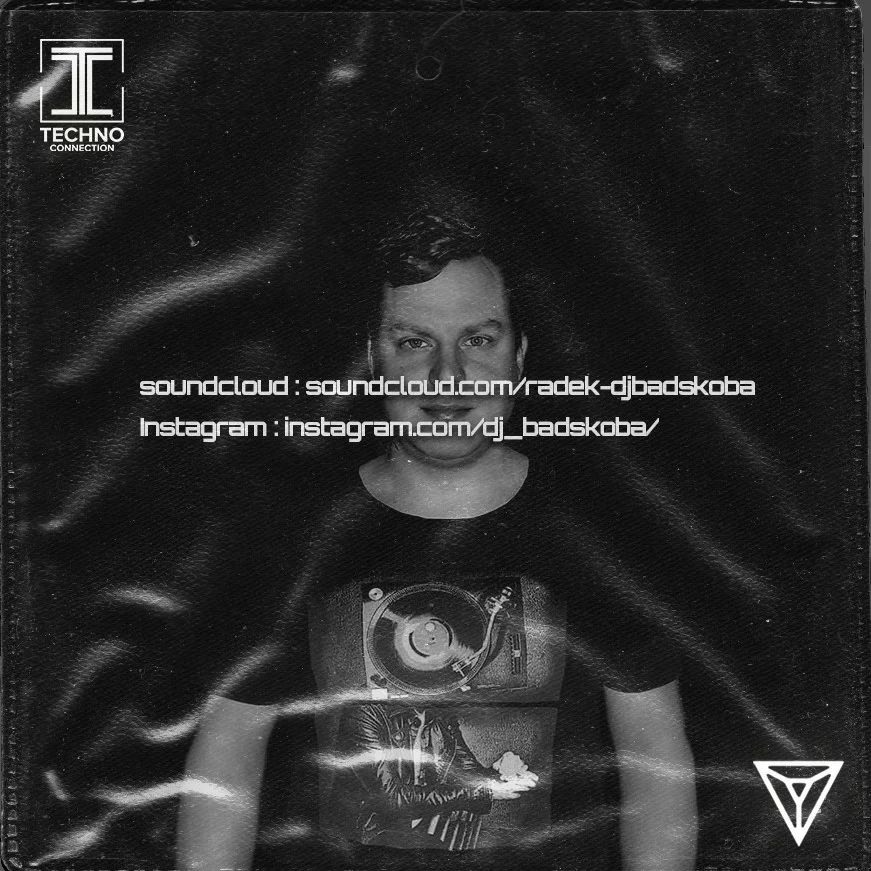 TECHNO
CONNECTION
soundcloud : soundcloud.com/radek-djbadskoba
Instagram : instagram.com/dj_badskoba/